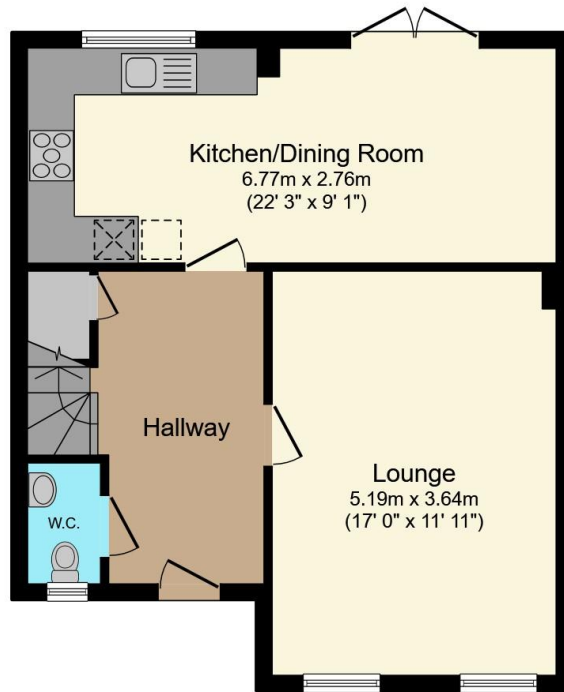 Kitchen/Dining Room
6.77m x 2.76m
(22' 3" x 9' 1")
Hallway
Lounge
5.19m x 3.64m
(17' 0" x 11' 11")
W.C.